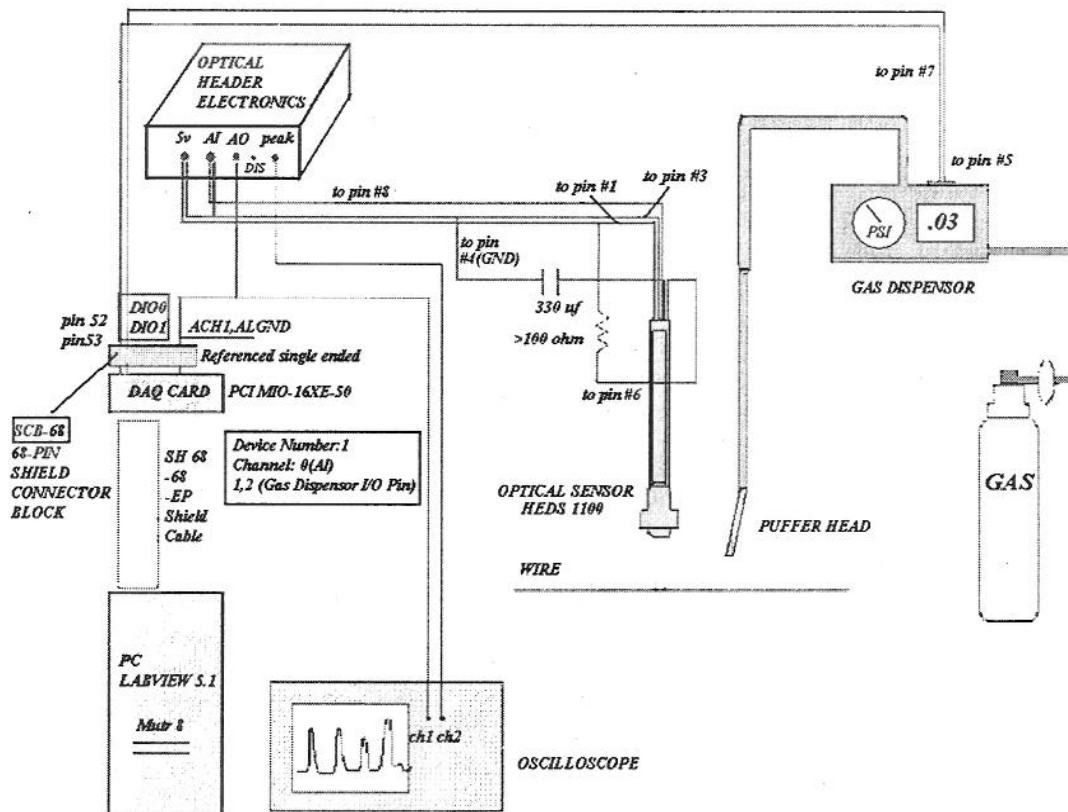 OPTICAL
HEADER
ELECTRONICS
5v AI AO peak
DIS
to pin #7
to pin #5
to pin #8
to pin #1
to pin #3
to pin
#4(GND)
PSI
.03
GAS DISPENSOR
330 uf
>100 ohm
to pin#6
pin 52
pin53
DIO0
DIO1
ACH1,ALGND
Referenced single ended
DAQ CARD
PCI MIO-16XE-50
SCB-68
68-PIN
SHIELD
CONNECTOR
BLOCK
SH 68
-68
-EP
Shield
Cable
Device Number:1
Channel: 0(AI)
1,2 (Gas Dispensor I/O Pin)
OPTICAL SENSOR
HEDS 1100
PUFFER HEAD
GAS
WIRE
PC
LABVIEW 5.1
Mutr 8
ch1 ch2
OSCILLOSCOPE